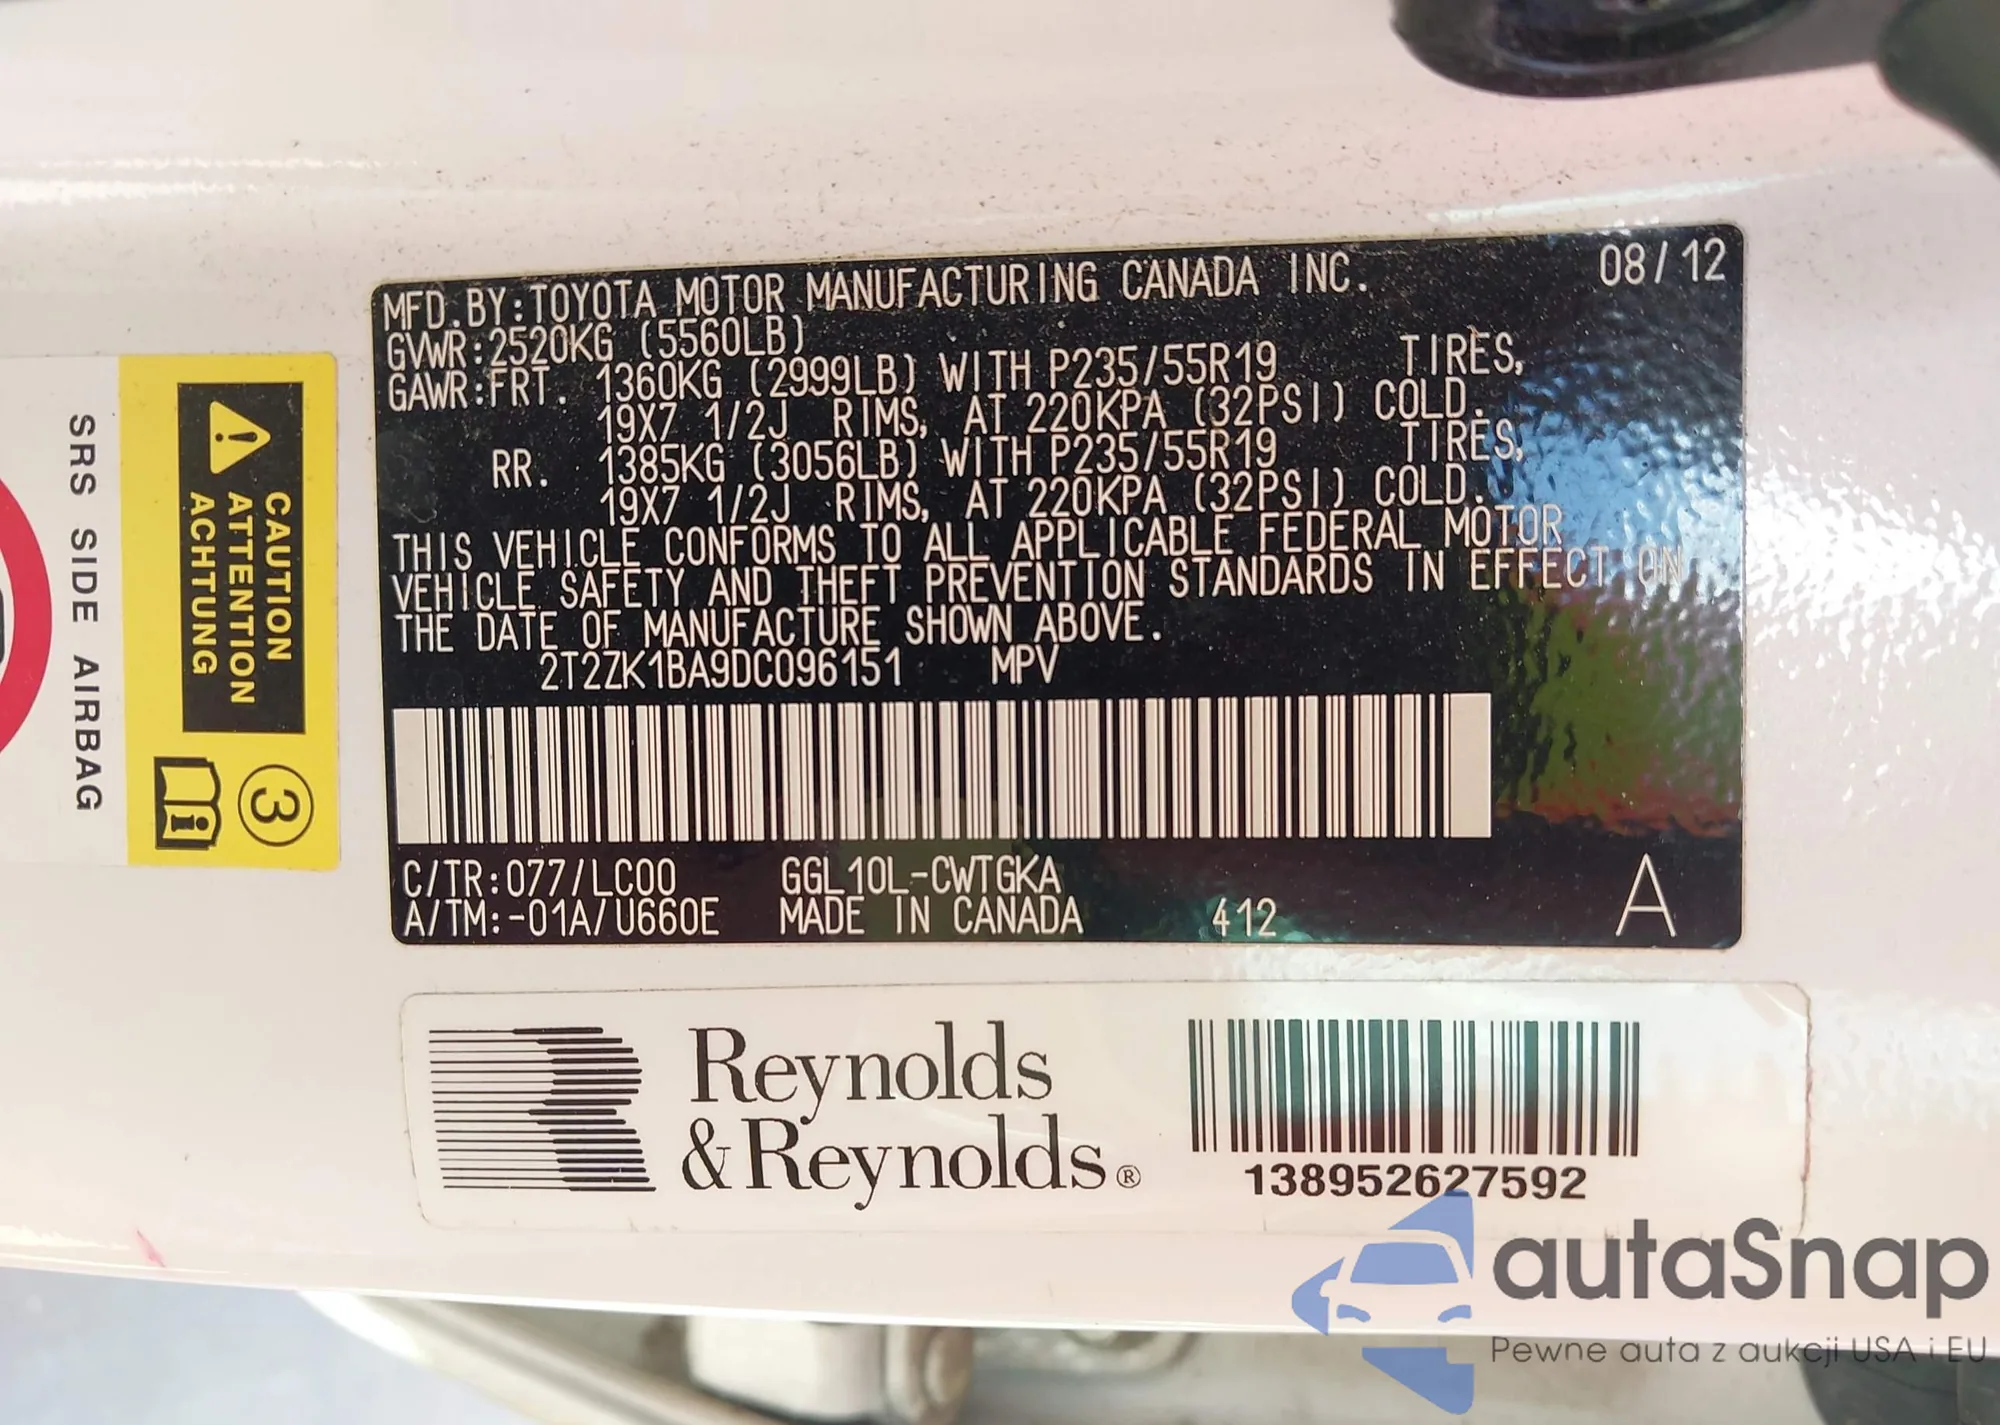 MFD. BY: TOYOTA MOTOR MANUFACTURING CANADA INC. 08/12
GVWR: 2520KG (5560LB)
GAWR: FRT. 1360KG (2999LB) WITH P235/55R19 TIRES,
19X7 1/2J RIMS, AT 220KPA (32PSI) COLD.
RR. 1385KG (3056LB) WITH P235/55R19 TIRES,
19X7 1/2J RIMS, AT 220KPA (32PSI) COLD.
THIS VEHICLE CONFORMS TO ALL APPLICABLE FEDERAL MOTOR
VEHICLE SAFETY AND THEFT PREVENTION STANDARDS IN EFFECT ON
THE DATE OF MANUFACTURE SHOWN ABOVE.
2T2ZK1BA9DC096151 MPV
C/TR: 077/LC00 GGL10L-CWTGKA
A/TM: -01A/U660E MADE IN CANADA 412 A
CAUTION
ATTENTION
ACHTUNG
3
i
SRS SIDE AIRBAG
Reynolds
&Reynolds®
138952627592
autaSnap
Pewne auta z aukcji USA i EU